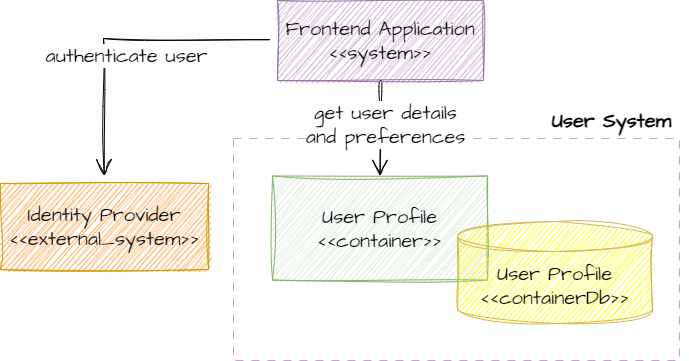 Frontend Application
<<system>>
authenticate user
get user details
and preferences
User System
Identity Provider
<<external_system>>
User Profile
<<container>>
User Profile
<<containerDb>>